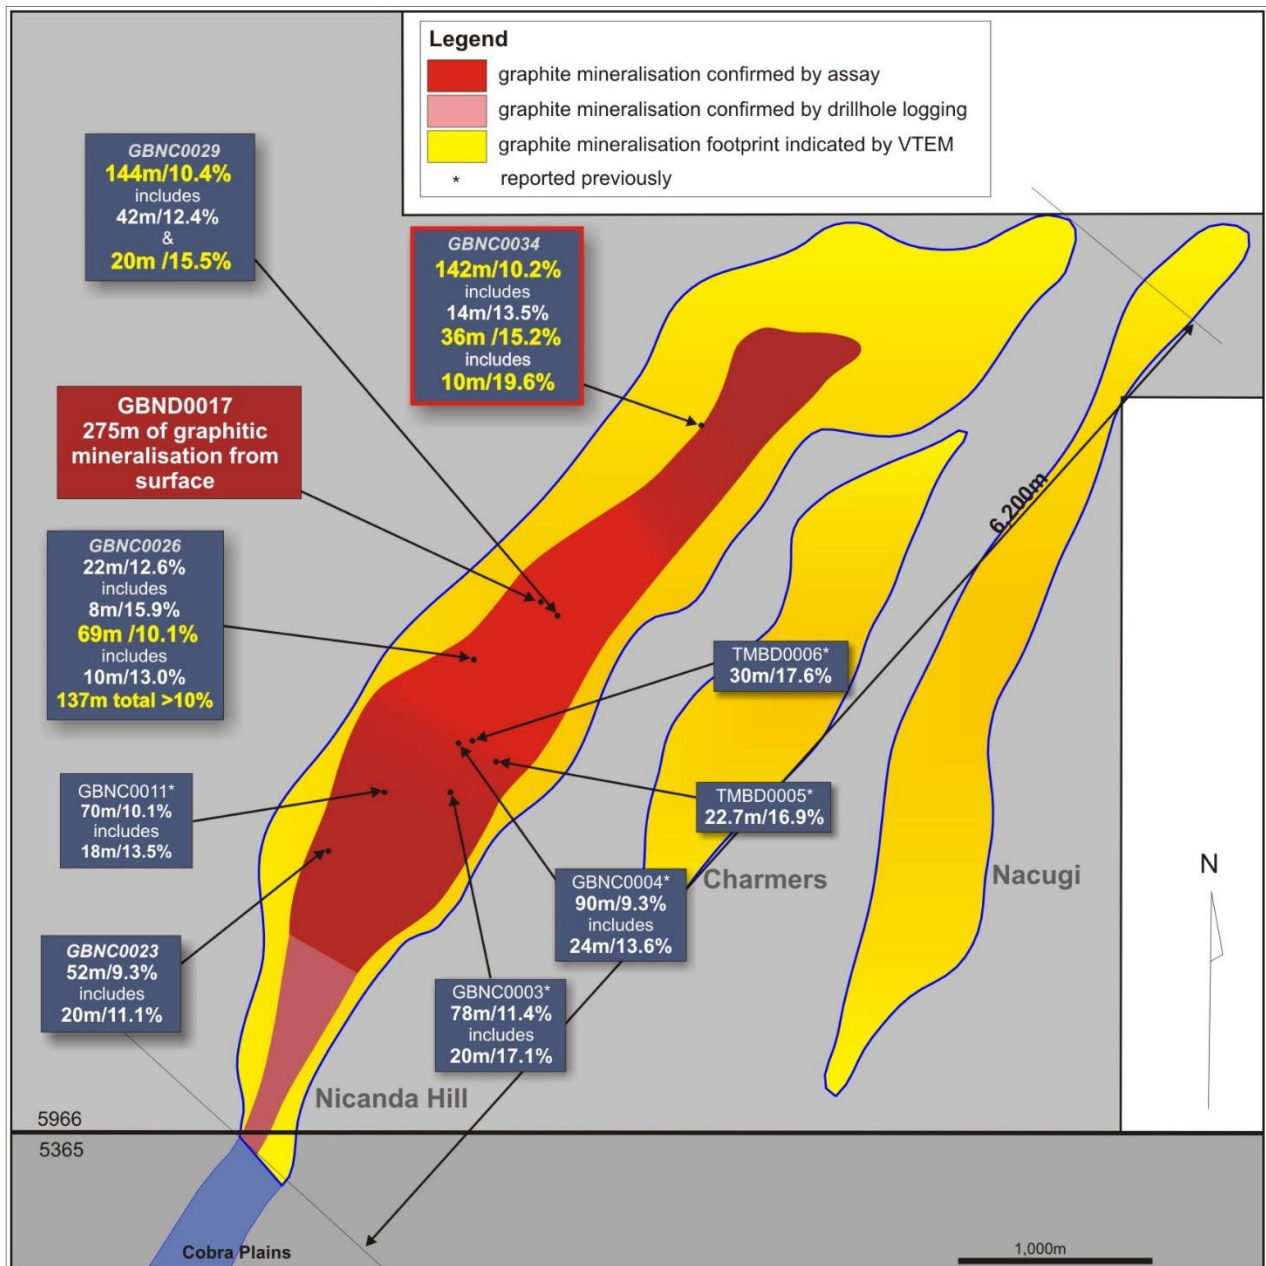 Legend
graphite mineralisation confirmed by assay
graphite mineralisation confirmed by drillhole logging
graphite mineralisation footprint indicated by VTEM
* reported previously
GBNC0029
144m/10.4%
includes
42m/12.4%
&
20m /15.5%
GBNC0034
142m/10.2%
includes
14m/13.5%
36m /15.2%
includes
10m/19.6%
GBND0017
275m of graphitic
mineralisation from
surface
6,200m
GBNC0026
22m/12.6%
includes
8m/15.9%
69m /10.1%
includes
10m/13.0%
137m total >10%
TMBD0006*
30m/17.6%
GBNC0011*
70m/10.1%
includes
18m/13.5%
TMBD0005*
22.7m/16.9%
GBNC0004*
90m/9.3%
includes
24m/13.6%
Charmers
Nacugi
N
GBNC0023
52m/9.3%
includes
20m/11.1%
GBNC0003*
78m/11.4%
includes
20m/17.1%
Nicanda Hill
5966
5365
Cobra Plains
1,000m